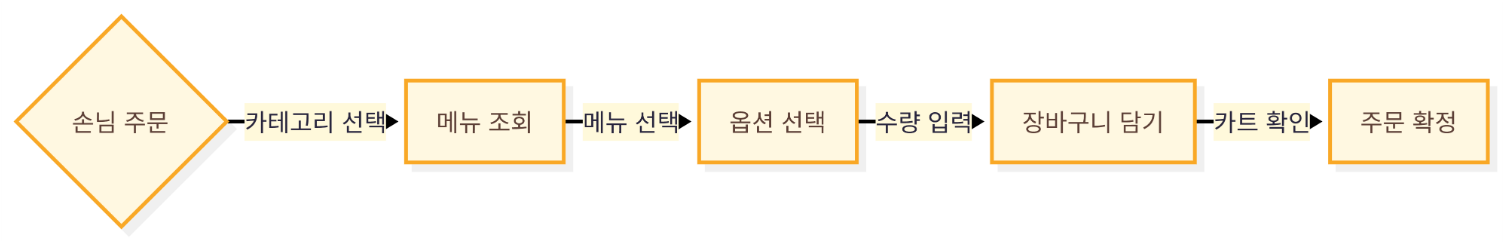 손님 주문
카테고리 선택
메뉴 조회
메뉴 선택
옵션 선택
수량 입력
장바구니 담기
카트 확인
주문 확정